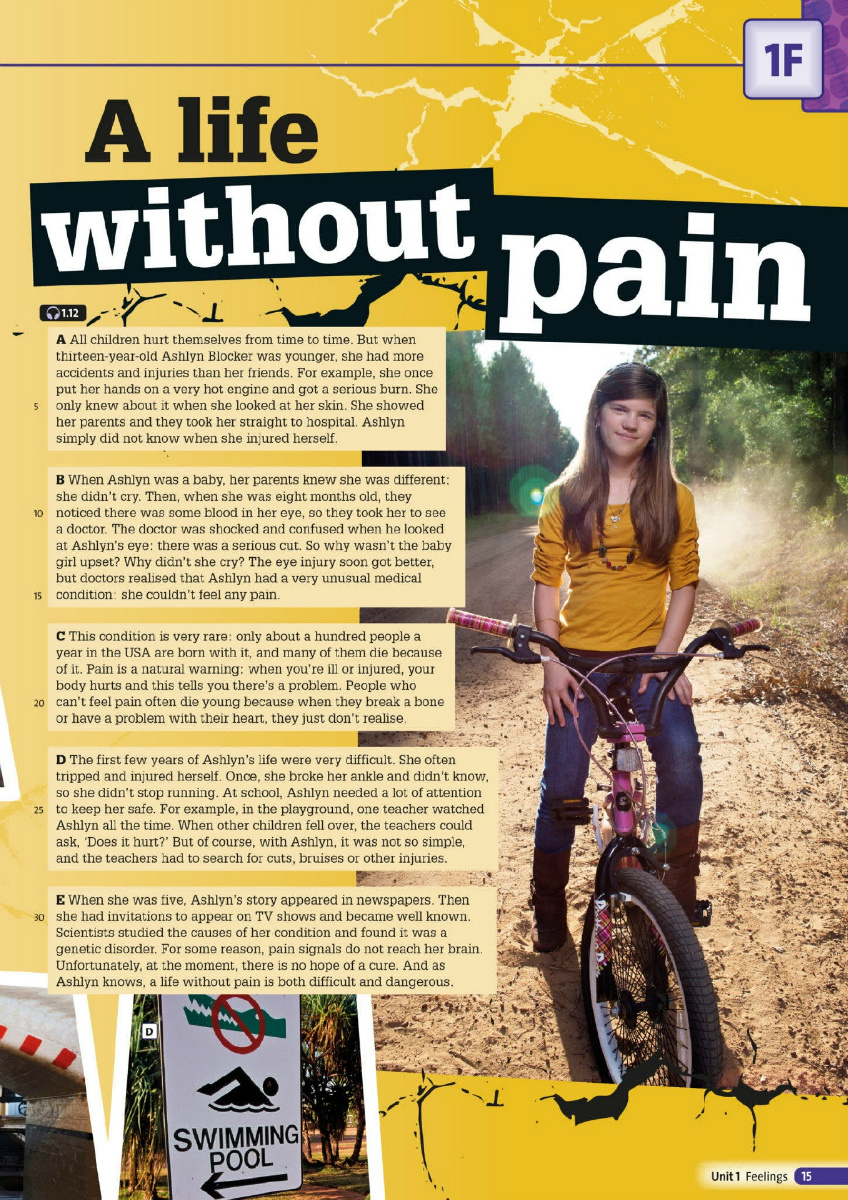 1F
A life
without pain
1.12
A All children hurt themselves from time to time. But when
thirteen-year-old Ashlyn Blocker was younger, she had more
accidents and injuries than her friends. For example, she once
put her hands on a very hot engine and got a serious burn. She
5 only knew about it when she looked at her skin. She showed
her parents and they took her straight to hospital. Ashlyn
simply did not know when she injured herself.
B When Ashlyn was a baby, her parents knew she was different:
she didn't cry. Then, when she was eight months old, they
10 noticed there was some blood in her eye, so they took her to see
a doctor. The doctor was shocked and confused when he looked
at Ashlyn's eye: there was a serious cut. So why wasn't the baby
girl upset? Why didn't she cry? The eye injury soon got better,
but doctors realised that Ashlyn had a very unusual medical
15 condition: she couldn't feel any pain.
C This condition is very rare: only about a hundred people a
year in the USA are born with it, and many of them die because
of it. Pain is a natural warning: when you're ill or injured, your
body hurts and this tells you there's a problem. People who
20 can't feel pain often die young because when they break a bone
or have a problem with their heart, they just don't realise.
D The first few years of Ashlyn's life were very difficult. She often
tripped and injured herself. Once, she broke her ankle and didn't know,
so she didn't stop running. At school, Ashlyn needed a lot of attention
25 to keep her safe. For example, in the playground, one teacher watched
Ashlyn all the time. When other children fell over, the teachers could
ask, 'Does it hurt?' But of course, with Ashlyn, it was not so simple,
and the teachers had to search for cuts, bruises or other injuries.
E When she was five, Ashlyn's story appeared in newspapers. Then
30 she had invitations to appear on TV shows and became well known.
Scientists studied the causes of her condition and found it was a
genetic disorder. For some reason, pain signals do not reach her brain.
Unfortunately, at the moment, there is no hope of a cure. And as
Ashlyn knows, a life without pain is both difficult and dangerous.
D
SWIMMING
POOL
Unit 1 Feelings 15